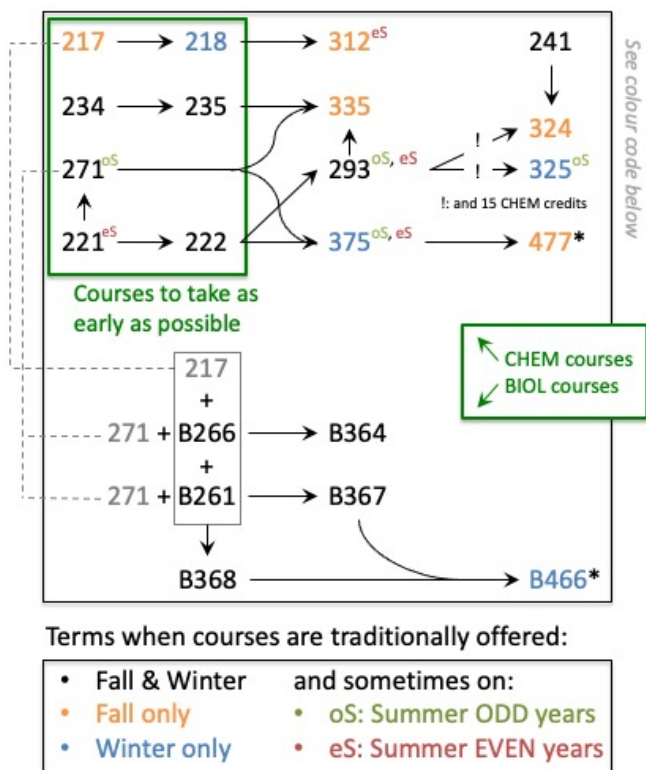 217 218 312eS 241
234 235 335
324
271oS 293oS, eS ! ! 325oS
!: and 15 CHEM credits
221eS 222 375oS, eS 477*
See colour code below
Courses to take as
early as possible
CHEM courses
BIOL courses
217
+
271 + B266 B364
+
271 + B261 B367
B368 B466*
Terms when courses are traditionally offered:
• Fall & Winter and sometimes on:
• Fall only • oS: Summer ODD years
• Winter only • eS: Summer EVEN years